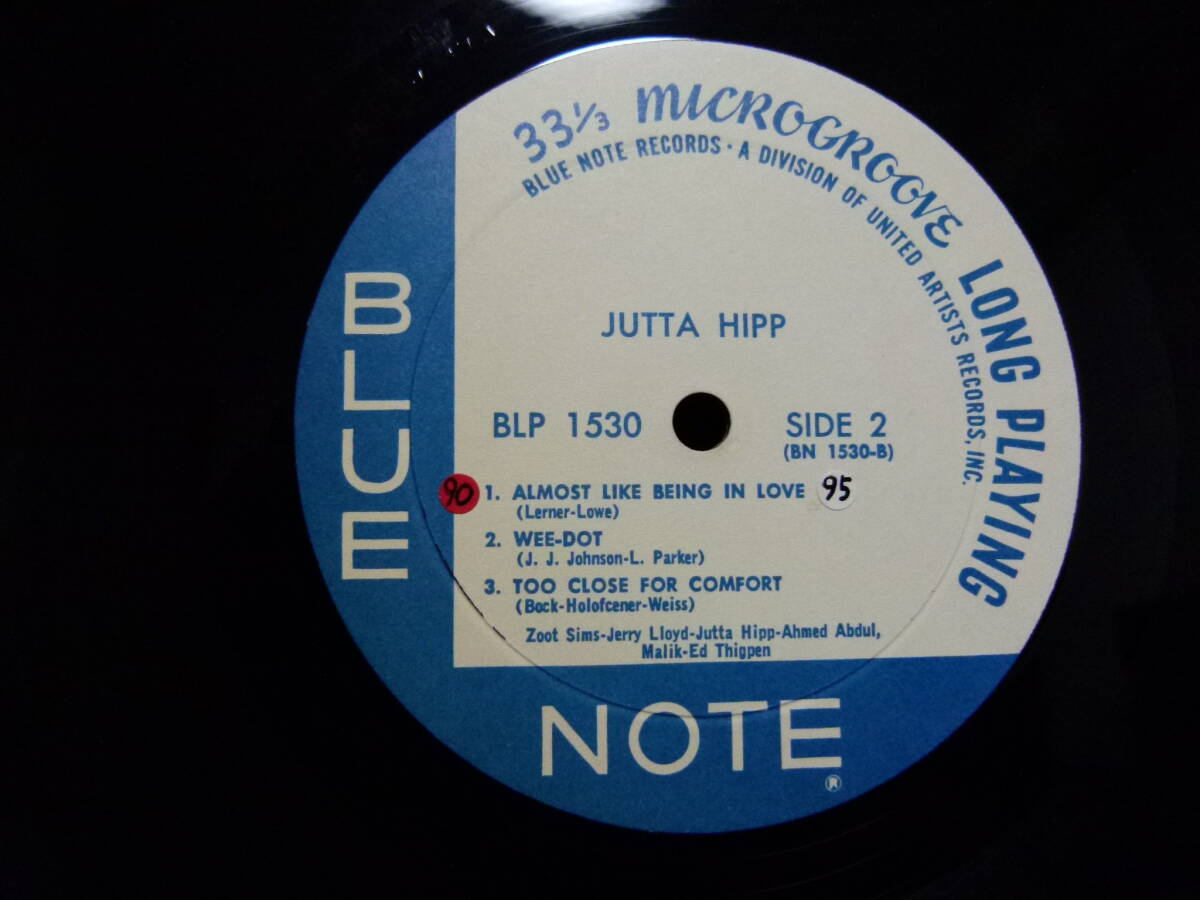 33⅓ MICROGROOVE LONG PLAYING
BLUE NOTE RECORDS · A DIVISION OF UNITED ARTISTS RECORDS, INC.
JUTTA HIPP
BLP 1530
SIDE 2
(BN 1530-B)
90
1. ALMOST LIKE BEING IN LOVE
95
(Lerner-Lowe)
2. WEE-DOT
(J. J. Johnson-L. Parker)
3. TOO CLOSE FOR COMFORT
(Bock-Holofcener-Weiss)
Zoot Sims-Jerry Lloyd-Jutta Hipp-Ahmed Abdul,
Malik-Ed Thigpen
BLUE
NOTE
®